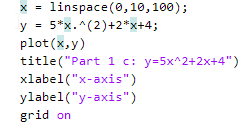 x = linspace(0,10,100);
y = 5*x.^(2)+2*x+4;
plot(x,y)
title("Part 1 c: y=5x^2+2x+4")
xlabel("x-axis")
ylabel("y-axis")
grid on